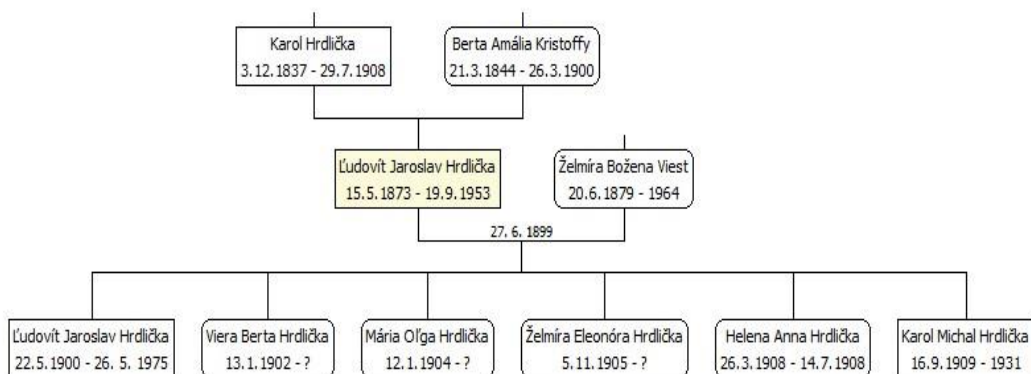 Karol Hrdlička
3.12.1837 - 29.7.1908
Berta Amália Kristoffy
21.3.1844 - 26.3.1900
Ľudovít Jaroslav Hrdlička
15.5.1873 - 19.9.1953
Želmíra Božena Viest
20.6.1879 - 1964
27. 6. 1899
Ľudovít Jaroslav Hrdlička
22.5.1900 - 26. 5. 1975
Viera Berta Hrdlička
13.1.1902 - ?
Mária Oľga Hrdlička
12.1.1904 - ?
Želmíra Eleonóra Hrdlička
5.11.1905 - ?
Helena Anna Hrdlička
26.3.1908 - 14.7.1908
Karol Michal Hrdlička
16.9.1909 - 1931